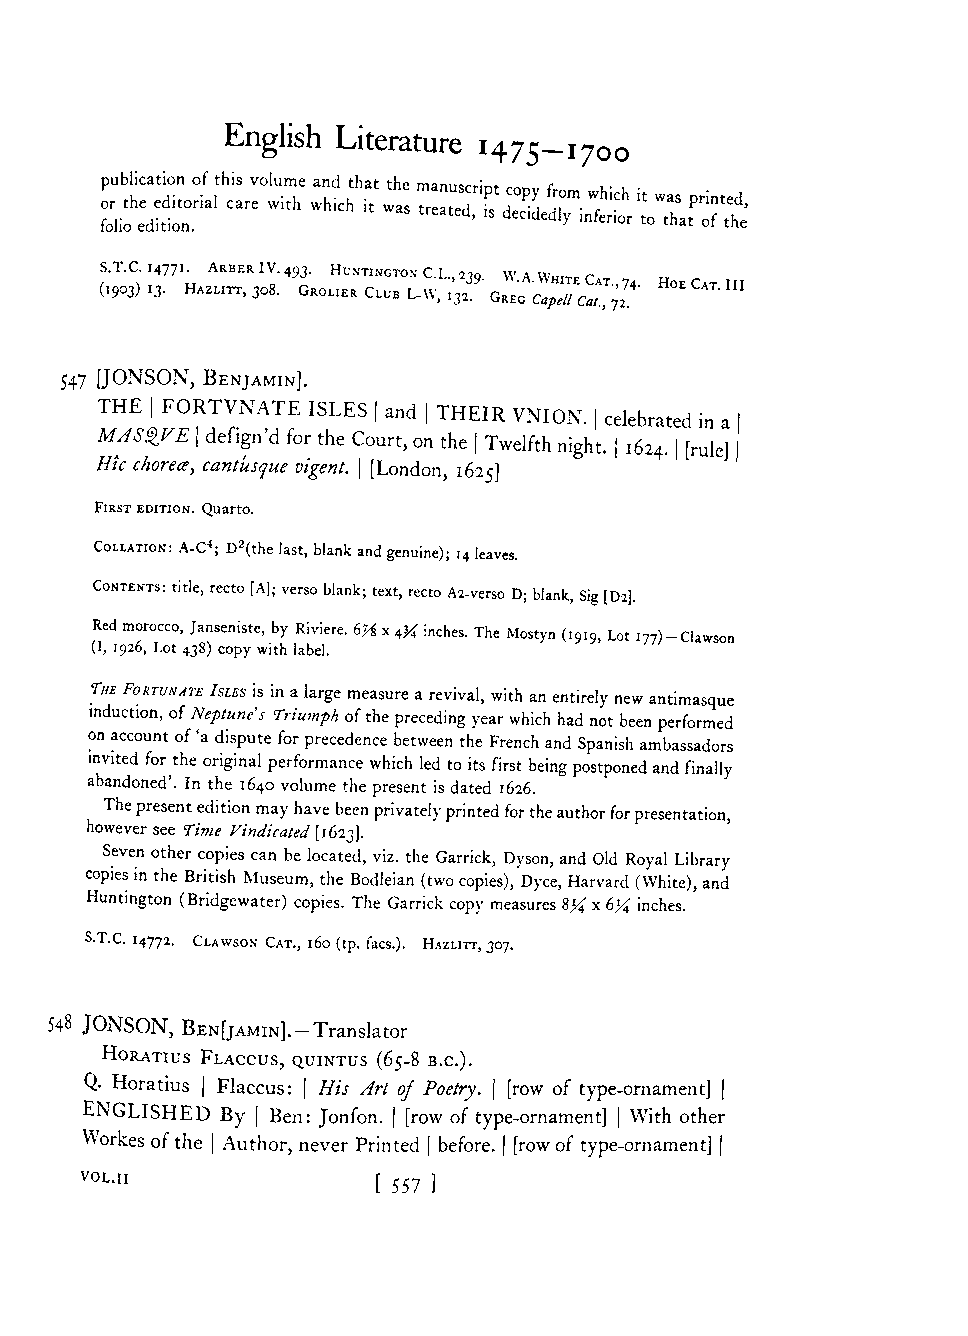 English Literature 1475—1700
publication of this volume and that the manuscript copy from which it was printed,
or the editorial care with which it was treated, is decidedly inferior to that of the
folio edition.
S.T.C. 14771. ARBER IV. 493. HUNTINGTON C.L., 239. W.A. WHITE CAT., 74. HOE CAT. III
(1903) 13. HAZLITT, 308. GROLIER CLUB L-W, 132. GREG Capell Cat., 72.
547 [JONSON, BENJAMIN].
THE | FORTVNATE ISLES | and | THEIR VNION. | celebrated in a |
MASQVE | deſign'd for the Court, on the | Twelfth night. | 1624. | [rule] |
Hîc choreæ, cantúsque vigent. | [London, 1625]
FIRST EDITION. Quarto.
COLLATION: A-C⁴; D²(the last, blank and genuine); 14 leaves.
CONTENTS: title, recto [A]; verso blank; text, recto A2-verso D; blank, Sig [D2].
Red morocco, Janseniste, by Riviere. 6⅞ x 4¾ inches. The Mostyn (1919, Lot 177)—Clawson
(I, 1926, Lot 438) copy with label.
THE FORTUNATE ISLES is in a large measure a revival, with an entirely new antimasque
induction, of Neptune's Triumph of the preceding year which had not been performed
on account of 'a dispute for precedence between the French and Spanish ambassadors
invited for the original performance which led to its first being postponed and finally
abandoned'. In the 1640 volume the present is dated 1626.
The present edition may have been privately printed for the author for presentation,
however see Time Vindicated [1623].
Seven other copies can be located, viz. the Garrick, Dyson, and Old Royal Library
copies in the British Museum, the Bodleian (two copies), Dyce, Harvard (White), and
Huntington (Bridgewater) copies. The Garrick copy measures 8¼ x 6¼ inches.
S.T.C. 14772. CLAWSON CAT., 160 (tp. facs.). HAZLITT, 307.
548 JONSON, BEN[JAMIN].—Translator
HORATIUS FLACCUS, QUINTUS (65-8 B.C.).
Q. Horatius | Flaccus: | His Art of Poetry. | [row of type-ornament] |
ENGLISHED By | Ben: Jonſon. | [row of type-ornament] | With other
Workes of the | Author, never Printed | before. | [row of type-ornament] |
VOL.II [ 557 ]